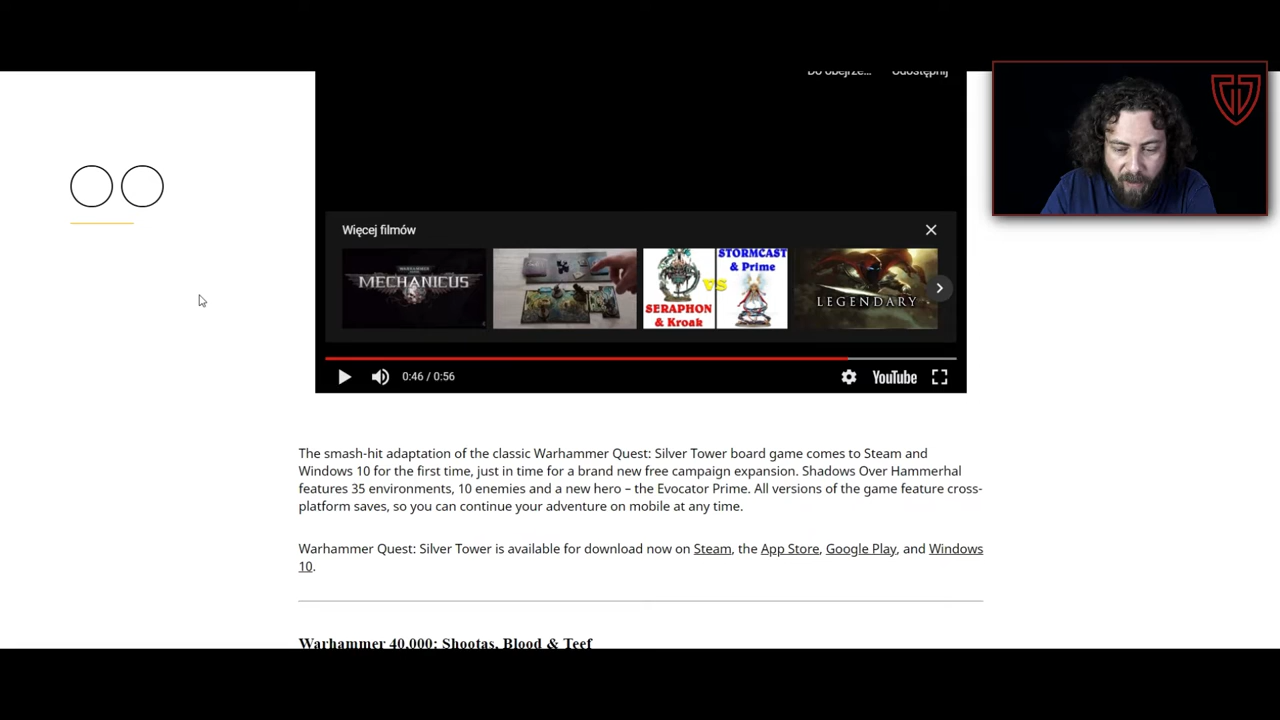 Do obejrze... Udostępnij
Więcej filmów
WARHAMMER
MECHANICUS
STORMCAST
& Prime
VS
SERAPHON
& Kroak
LEGENDARY
0:46 / 0:56
YouTube
The smash-hit adaptation of the classic Warhammer Quest: Silver Tower board game comes to Steam and
Windows 10 for the first time, just in time for a brand new free campaign expansion. Shadows Over Hammerhal
features 35 environments, 10 enemies and a new hero – the Evocator Prime. All versions of the game feature cross-
platform saves, so you can continue your adventure on mobile at any time.
Warhammer Quest: Silver Tower is available for download now on Steam, the App Store, Google Play, and Windows
10.
Warhammer 40,000: Shootas, Blood & Teef